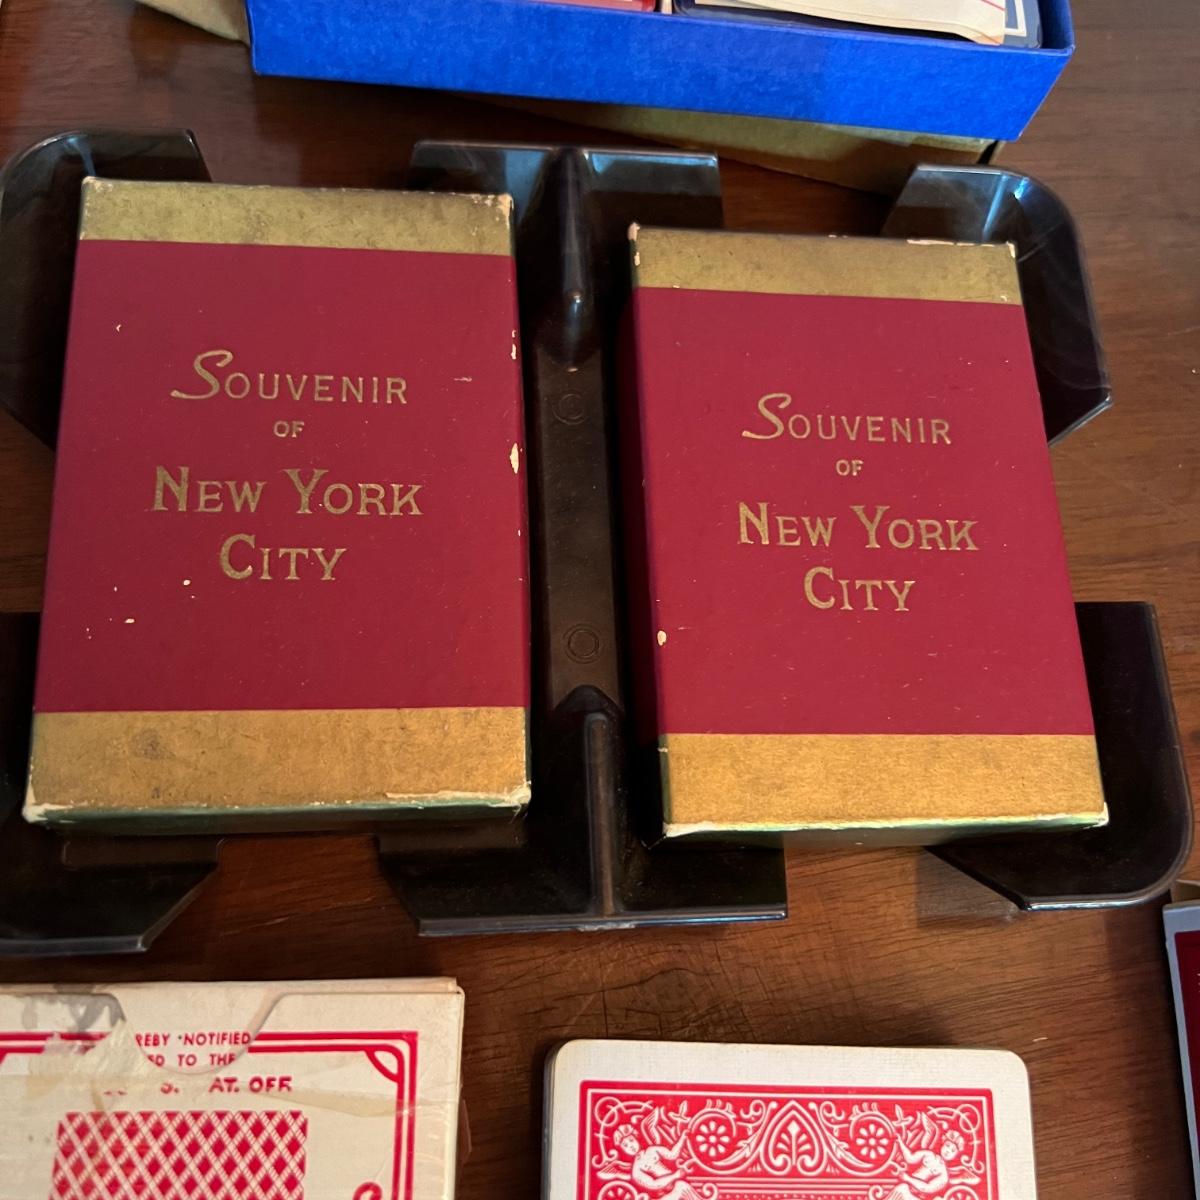 SOUVENIR
OF
NEW YORK
CITY
SOUVENIR
OF
NEW YORK
CITY
NOTIFIED
TO THE
AT. OFF.